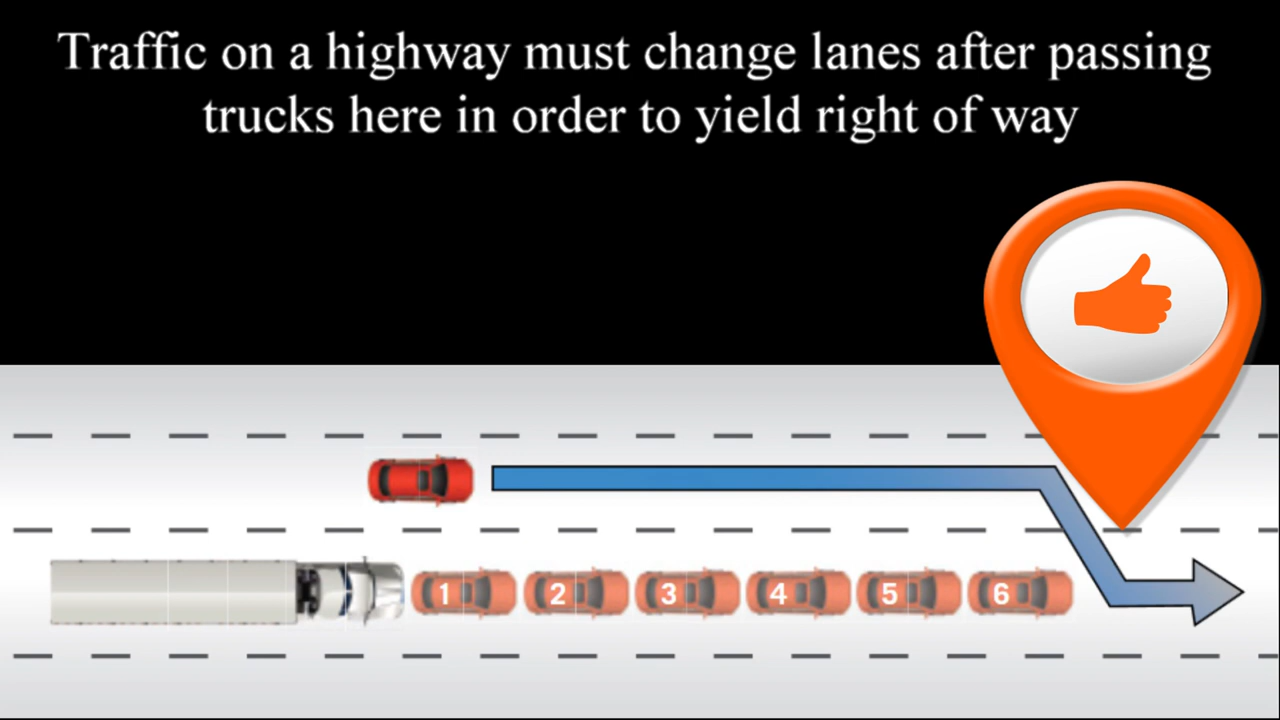 Traffic on a highway must change lanes after passing
trucks here in order to yield right of way
1 2 3 4 5 6